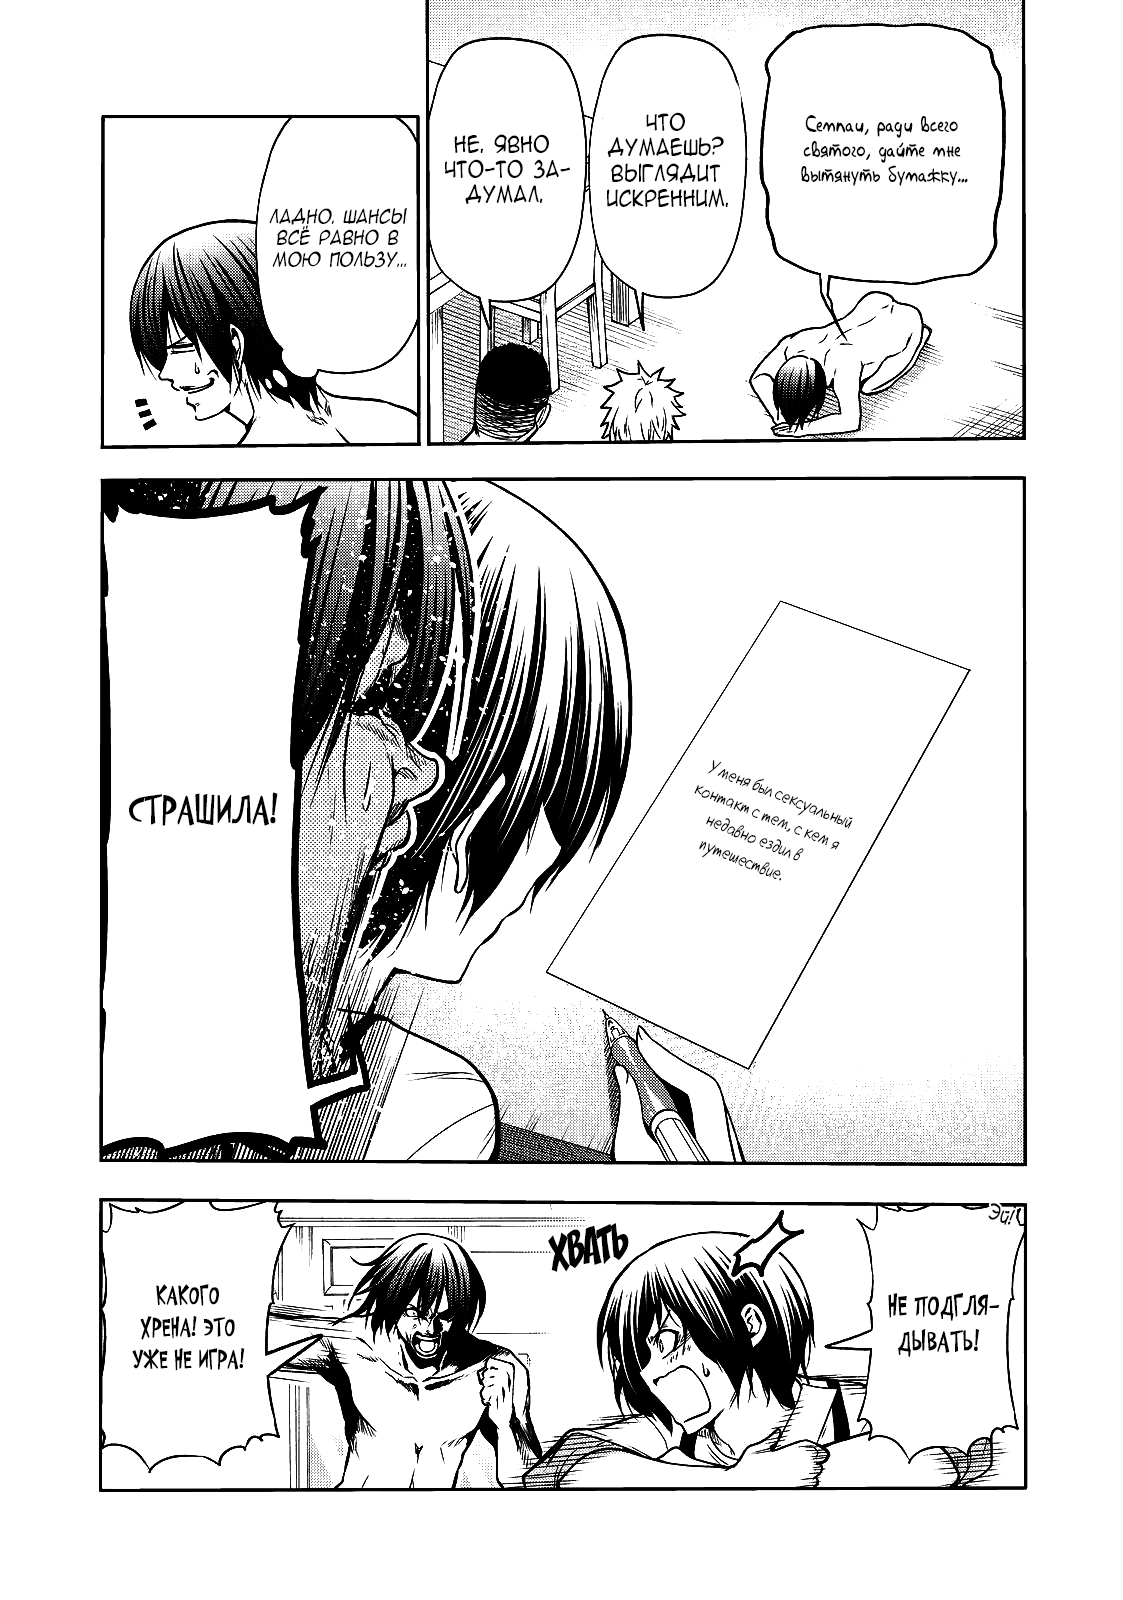 Семпаи, ради всего
святого, дайте мне
вытянуть бумажку...
ЧТО
ДУМАЕШЬ?
ВЫГЛЯДИТ
ИСКРЕННИМ.
НЕ, ЯВНО
ЧТО-ТО ЗА-
ДУМАЛ.
ЛАДНО, ШАНСЫ
ВСЁ РАВНО В
МОЮ ПОЛЬЗУ...
У меня был сексуальный
контакт с тем, с кем я
недавно ездил в
путешествие.
СТРАШИЛА!
Эй!
НЕ ПОДГЛЯ-
ДЫВАТЬ!
ХВАТЬ
КАКОГО
ХРЕНА! ЭТО
УЖЕ НЕ ИГРА!